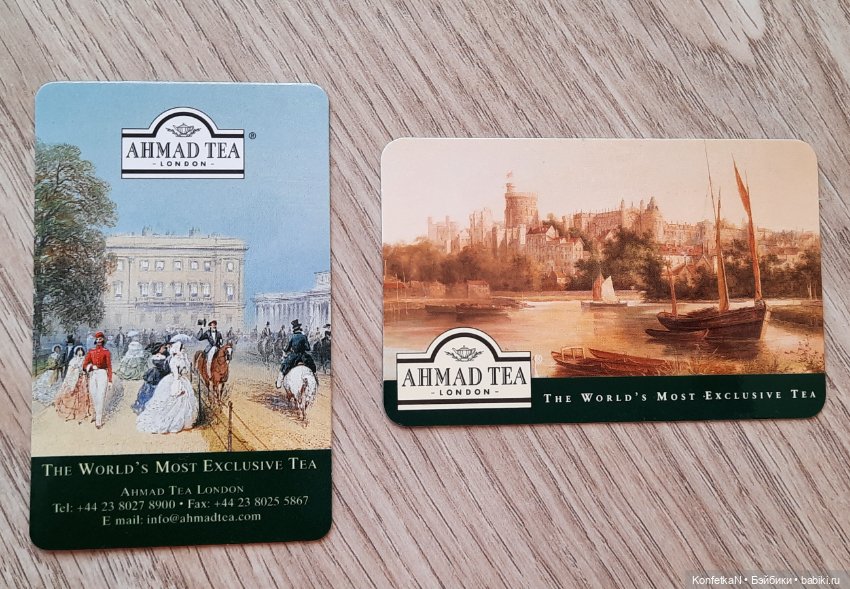 AHMAD TEA®
- LONDON -
THE WORLD'S MOST EXCLUSIVE TEA
AHMAD TEA LONDON
Tel: +44 23 8027 8900 • Fax: +44 23 8025 5867
E mail: info@ahmadtea.com
AHMAD TEA®
- LONDON -
THE WORLD'S MOST EXCLUSIVE TEA
KonfetkaN • Бэйбики • babiki.ru